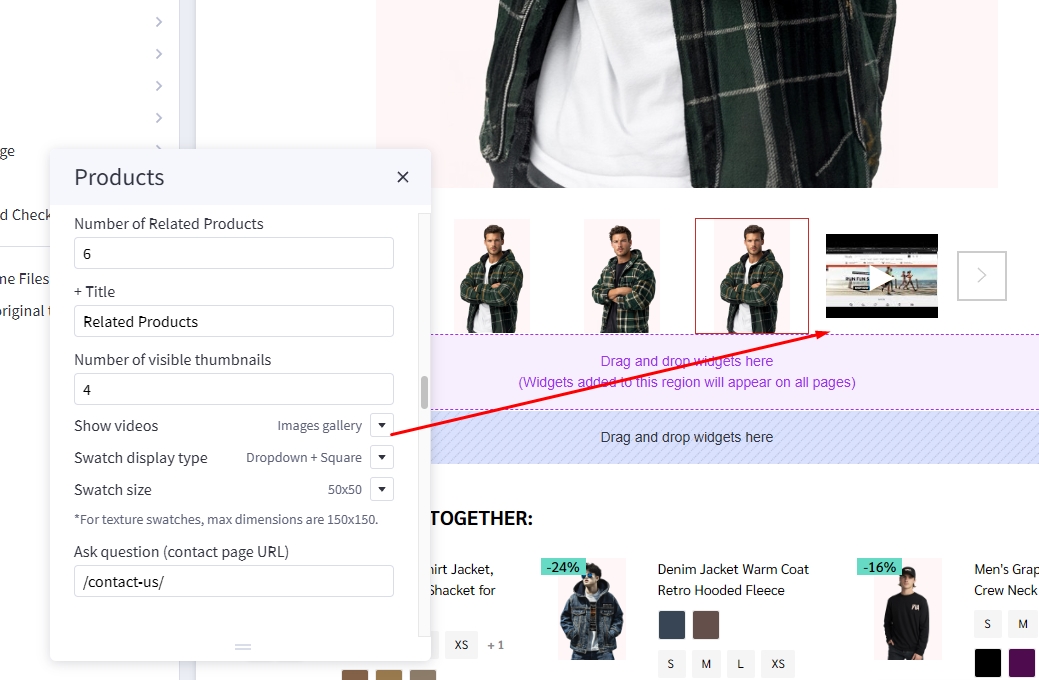 ge
d Check
me Files
original t
Products
Number of Related Products
6
+ Title
Related Products
Number of visible thumbnails
4
Show videos
Images gallery
Swatch display type
Dropdown + Square
Swatch size
50x50
*For texture swatches, max dimensions are 150x150.
Ask question (contact page URL)
/contact-us/
Drag and drop widgets here
(Widgets added to this region will appear on all pages)
Drag and drop widgets here
TOGETHER:
hirt Jacket,
Shacket for
XS
+ 1
-24%
Denim Jacket Warm Coat
Retro Hooded Fleece
S M L XS
-16%
Men's Grap
Crew Neck
S M